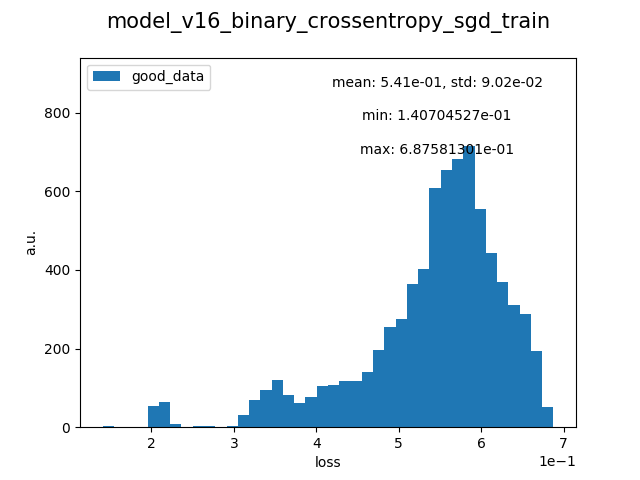 model_v16_binary_crossentropy_sgd_train
good_data
mean: 5.41e-01, std: 9.02e-02
min: 1.40704527e-01
max: 6.87581301e-01
800
600
400
200
0
a.u.
2 3 4 5 6 7
1e−1
loss